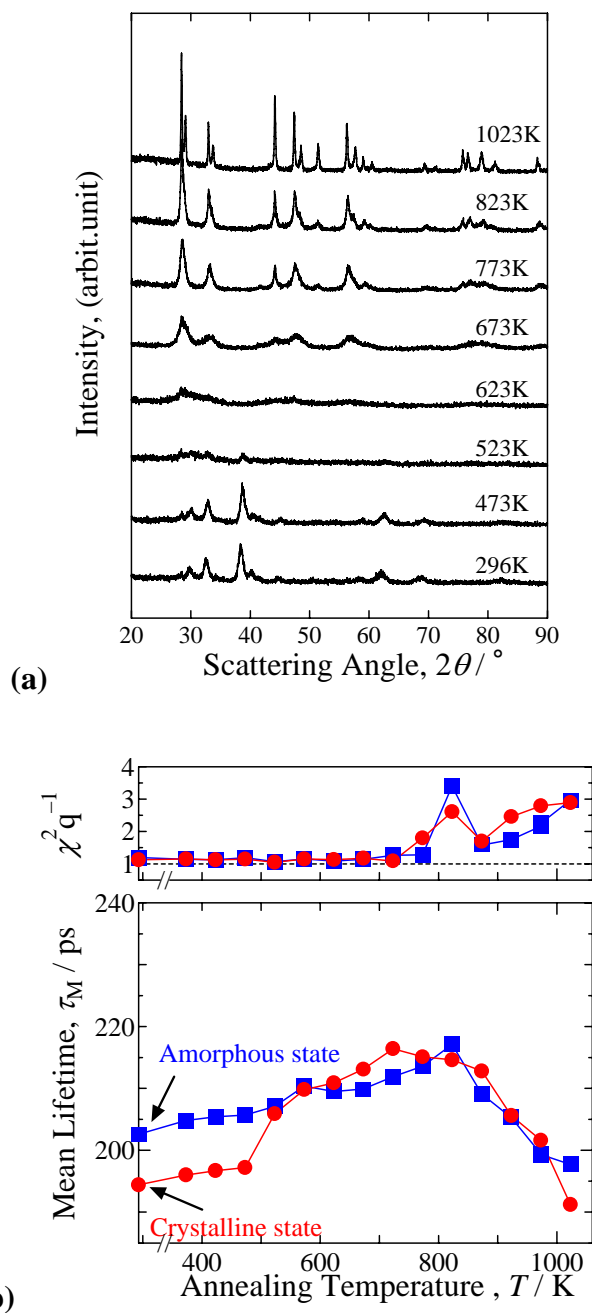 Intensity, (arbit.unit)
1023K
823K
773K
673K
623K
523K
473K
296K
20 30 40 50 60 70 80 90
Scattering Angle, 2θ / °
(a)
χ² q⁻¹
4
3
2
1
Mean Lifetime, τM / ps
240
220
200
Amorphous state
Crystalline state
400 600 800 1000
Annealing Temperature , T / K